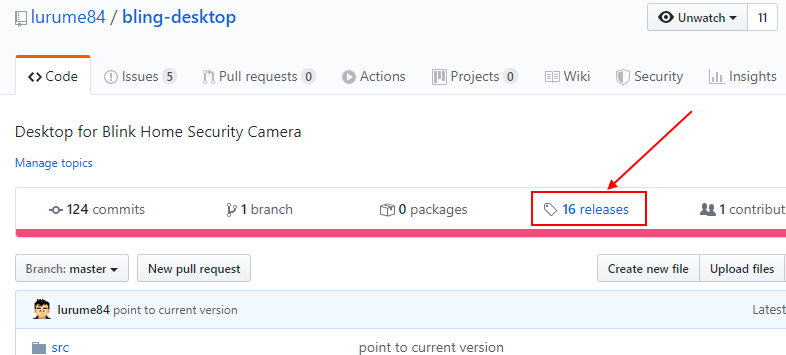 lurume84 / bling-desktop Unwatch 11
Code Issues 5 Pull requests 0 Actions Projects 0 Wiki Security Insights
Desktop for Blink Home Security Camera
Manage topics
124 commits 1 branch 0 packages 16 releases 1 contribut
Branch: master New pull request Create new file Upload files
lurume84 point to current version Latest
src point to current version